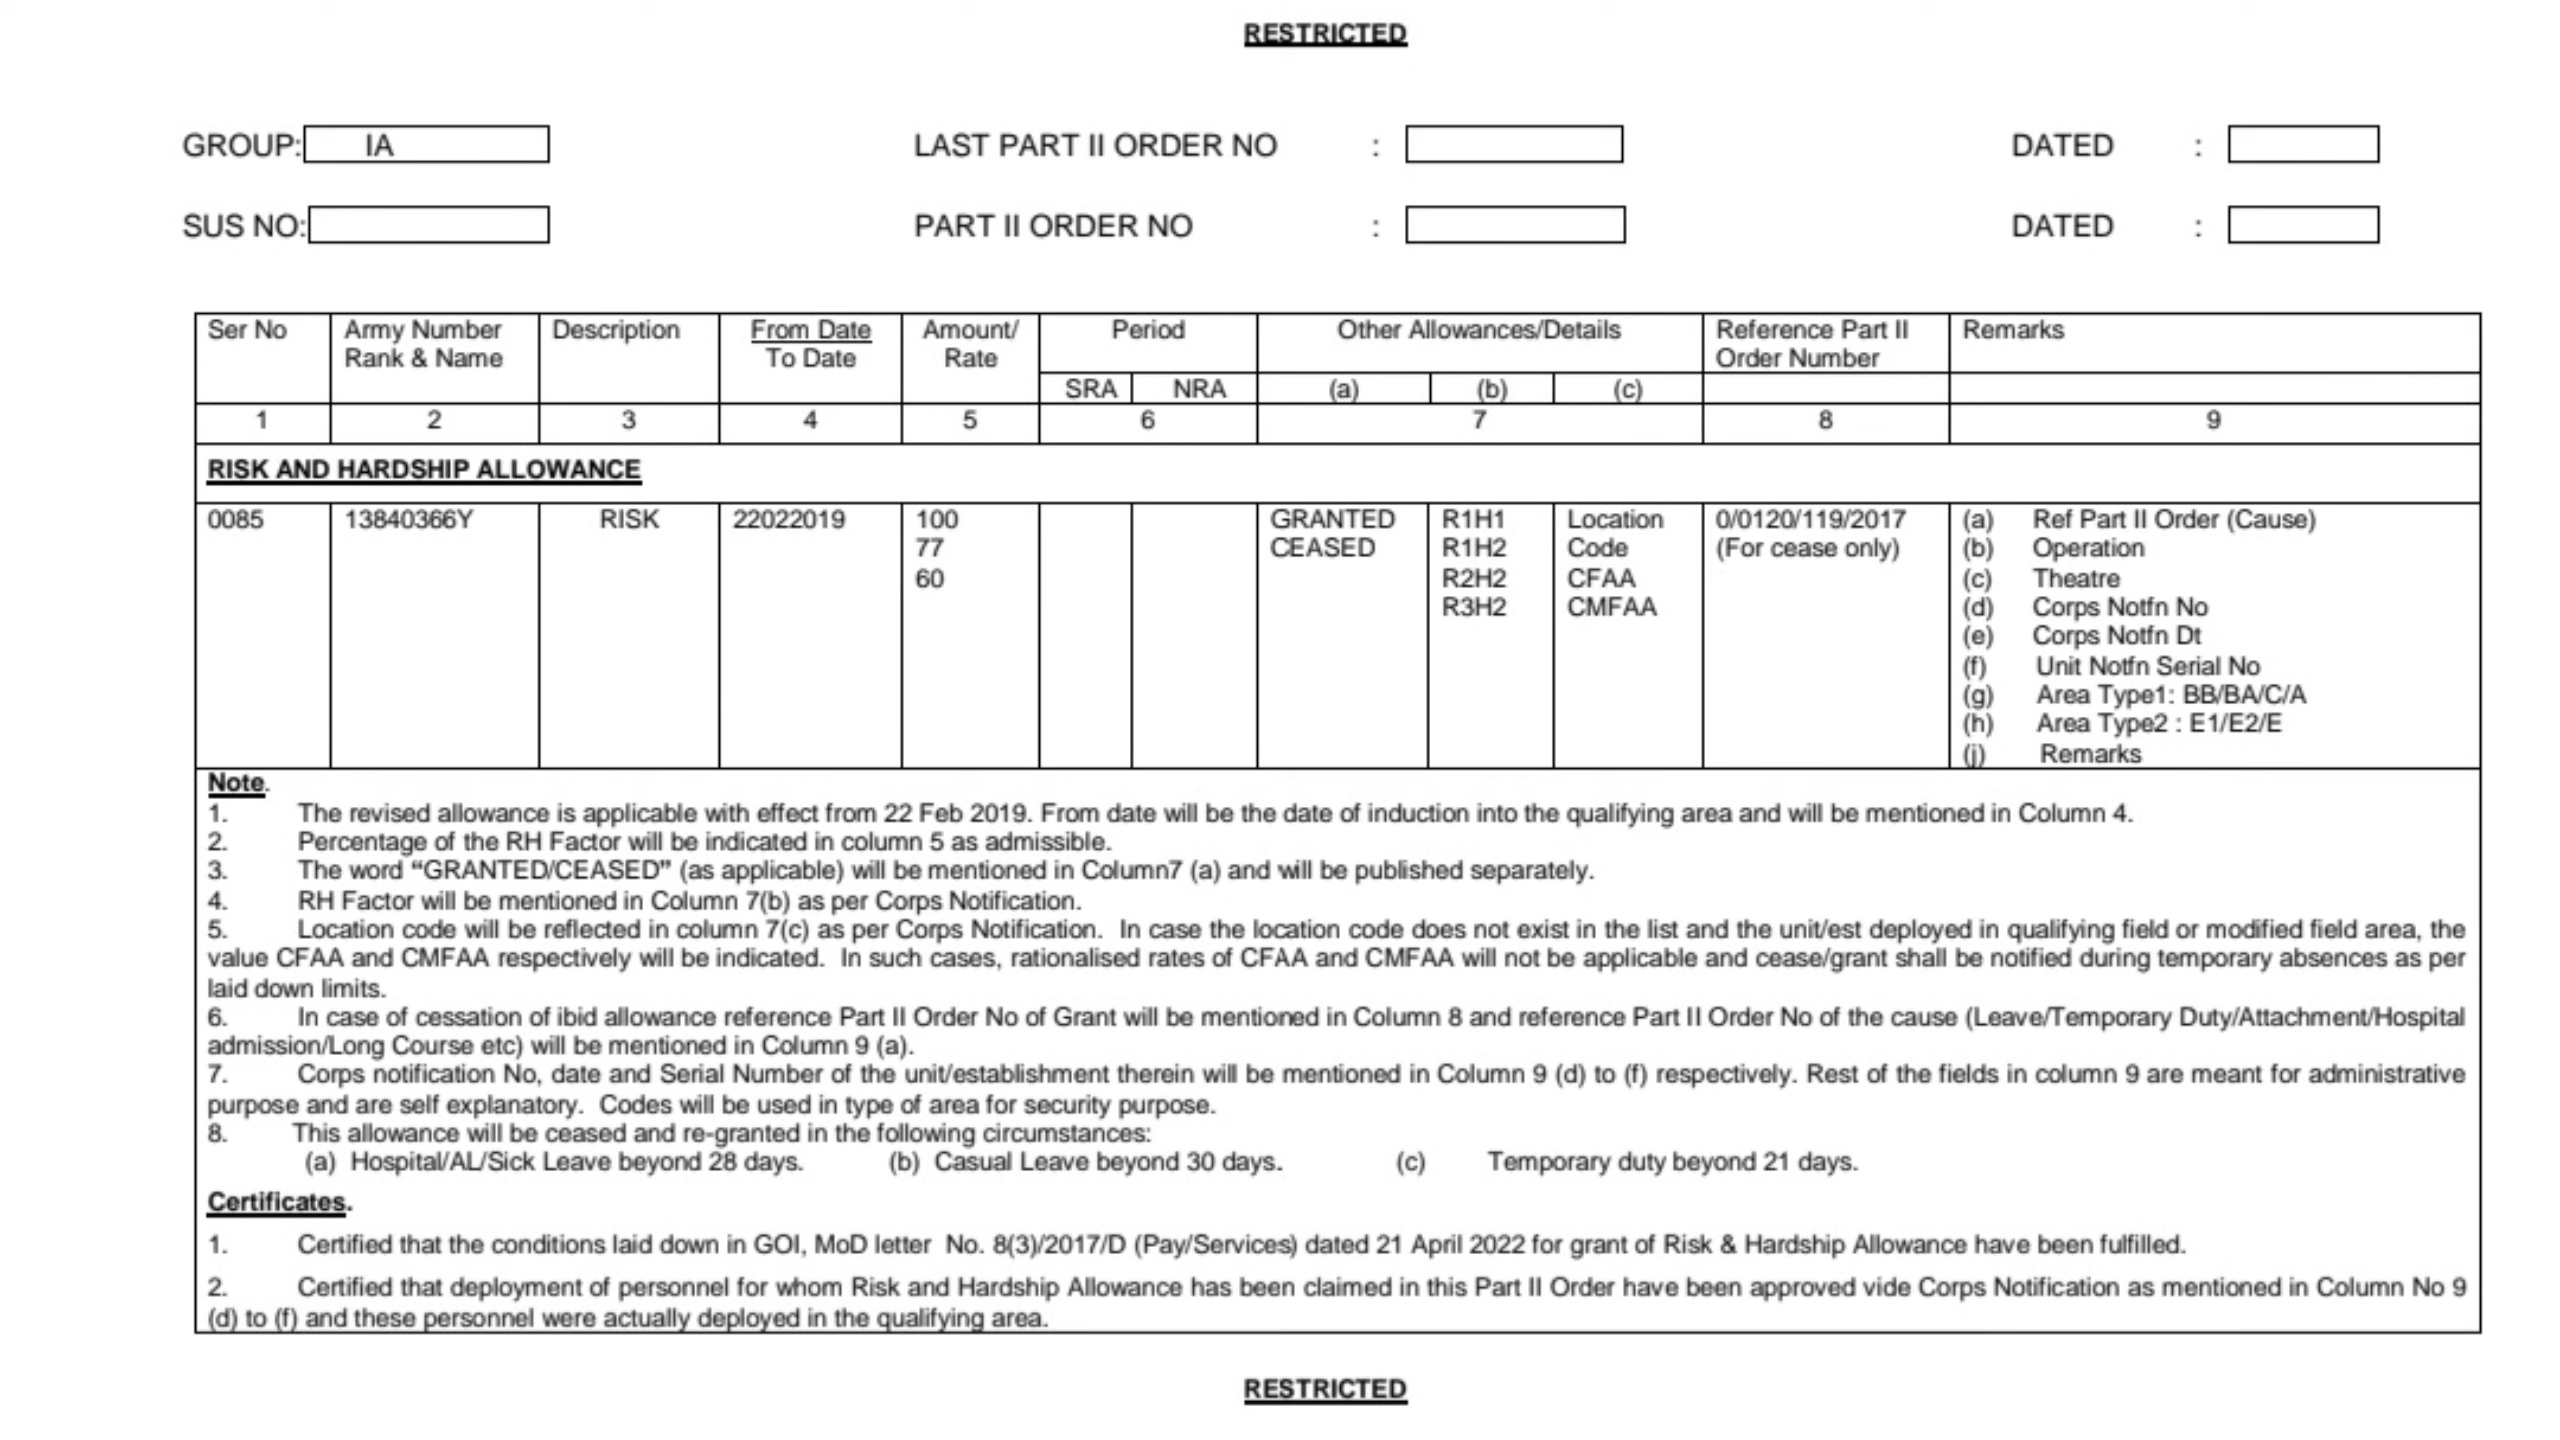 RESTRICTED
GROUP: IA LAST PART II ORDER NO : DATED :
SUS NO: PART II ORDER NO : DATED :
Ser No Army Number Description From Date Amount/ Period Other Allowances/Details Reference Part II Remarks
Rank & Name To Date Rate Order Number
SRA NRA (a) (b) (c)
1 2 3 4 5 6 7 8 9
RISK AND HARDSHIP ALLOWANCE
0085 13840366Y RISK 22022019 100 GRANTED R1H1 Location 0/0120/119/2017 (a) Ref Part II Order (Cause)
77 CEASED R1H2 Code (For cease only) (b) Operation
60 R2H2 CFAA (c) Theatre
R3H2 CMFAA (d) Corps Notfn No
(e) Corps Notfn Dt
(f) Unit Notfn Serial No
(g) Area Type1: BB/BA/C/A
(h) Area Type2 : E1/E2/E
(j) Remarks
Note.
1. The revised allowance is applicable with effect from 22 Feb 2019. From date will be the date of induction into the qualifying area and will be mentioned in Column 4.
2. Percentage of the RH Factor will be indicated in column 5 as admissible.
3. The word “GRANTED/CEASED” (as applicable) will be mentioned in Column7 (a) and will be published separately.
4. RH Factor will be mentioned in Column 7(b) as per Corps Notification.
5. Location code will be reflected in column 7(c) as per Corps Notification. In case the location code does not exist in the list and the unit/est deployed in qualifying field or modified field area, the
value CFAA and CMFAA respectively will be indicated. In such cases, rationalised rates of CFAA and CMFAA will not be applicable and cease/grant shall be notified during temporary absences as per
laid down limits.
6. In case of cessation of ibid allowance reference Part II Order No of Grant will be mentioned in Column 8 and reference Part II Order No of the cause (Leave/Temporary Duty/Attachment/Hospital
admission/Long Course etc) will be mentioned in Column 9 (a).
7. Corps notification No, date and Serial Number of the unit/establishment therein will be mentioned in Column 9 (d) to (f) respectively. Rest of the fields in column 9 are meant for administrative
purpose and are self explanatory. Codes will be used in type of area for security purpose.
8. This allowance will be ceased and re-granted in the following circumstances:
(a) Hospital/AL/Sick Leave beyond 28 days. (b) Casual Leave beyond 30 days. (c) Temporary duty beyond 21 days.
Certificates.
1. Certified that the conditions laid down in GOI, MoD letter No. 8(3)/2017/D (Pay/Services) dated 21 April 2022 for grant of Risk & Hardship Allowance have been fulfilled.
2. Certified that deployment of personnel for whom Risk and Hardship Allowance has been claimed in this Part II Order have been approved vide Corps Notification as mentioned in Column No 9
(d) to (f) and these personnel were actually deployed in the qualifying area.
RESTRICTED